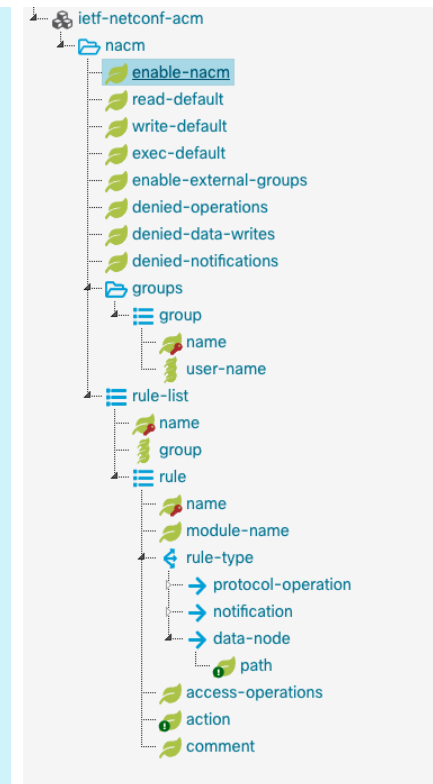 ietf-netconf-acm
nacm
enable-nacm
read-default
write-default
exec-default
enable-external-groups
denied-operations
denied-data-writes
denied-notifications
groups
group
name
user-name
rule-list
name
group
rule
name
module-name
rule-type
protocol-operation
notification
data-node
path
access-operations
action
comment